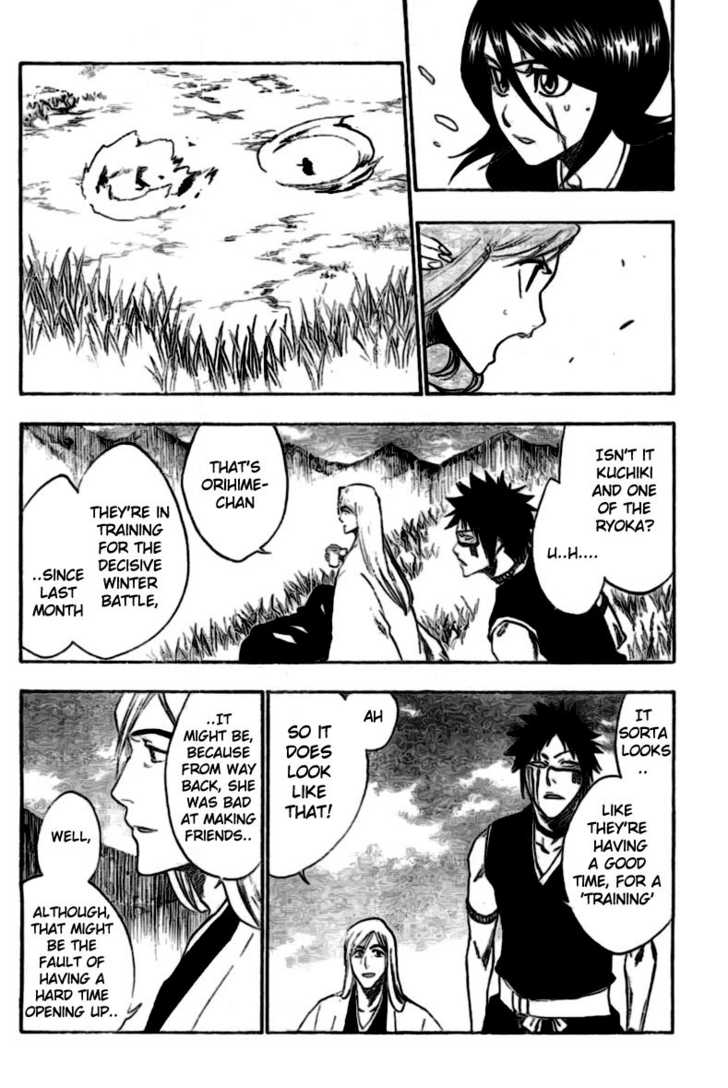 ISN'T IT
KUCHIKI
AND ONE
OF THE
RYOKA?
U..H....
THAT'S
ORIHIME-
CHAN
THEY'RE IN
TRAINING
FOR THE
DECISIVE
WINTER
BATTLE,
..SINCE
LAST
MONTH
IT
SORTA
LOOKS
..
LIKE
THEY'RE
HAVING
A GOOD
TIME, FOR A
'TRAINING'
AH
SO IT
DOES
LOOK
LIKE
THAT!
..IT
MIGHT BE,
BECAUSE
FROM WAY
BACK, SHE
WAS BAD
AT MAKING
FRIENDS..
WELL,
ALTHOUGH,
THAT MIGHT
BE THE
FAULT OF
HAVING A
HARD TIME
OPENING
UP..